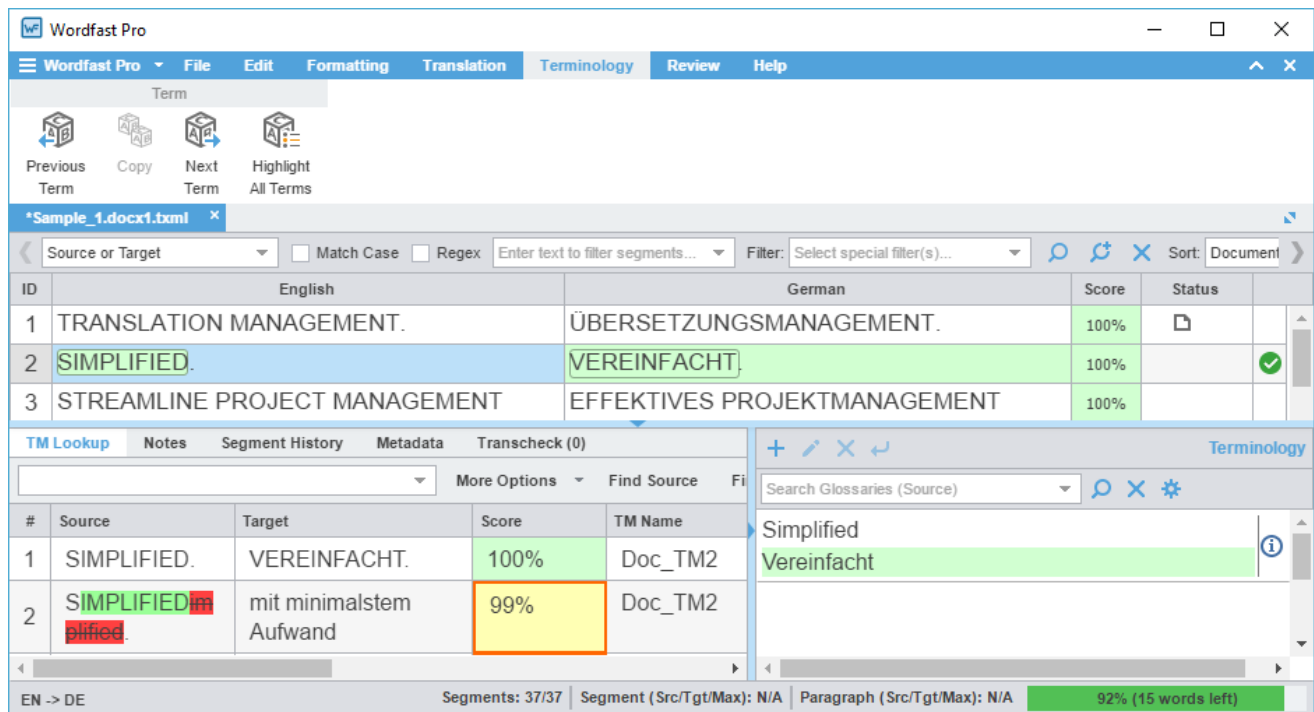 Wordfast Pro
Wordfast Pro File Edit Formatting Translation Terminology Review Help
Term
Previous Term
Copy
Next Term
Highlight All Terms
*Sample_1.docx1.txml
Source or Target Match Case Regex Enter text to filter segments... Filter: Select special filter(s)... Sort: Document
ID English German Score Status
1 TRANSLATION MANAGEMENT. ÜBERSETZUNGSMANAGEMENT. 100%
2 SIMPLIFIED. VEREINFACHT. 100%
3 STREAMLINE PROJECT MANAGEMENT EFFEKTIVES PROJEKTMANAGEMENT 100%
TM Lookup Notes Segment History Metadata Transcheck (0)
More Options Find Source Fi
# Source Target Score TM Name
1 SIMPLIFIED. VEREINFACHT. 100% Doc_TM2
2 SIMPLIFIEDim
plified.
mit minimalstem
Aufwand
99% Doc_TM2
Terminology
Search Glossaries (Source)
Simplified
Vereinfacht
EN -> DE Segments: 37/37 Segment (Src/Tgt/Max): N/A Paragraph (Src/Tgt/Max): N/A 92% (15 words left)